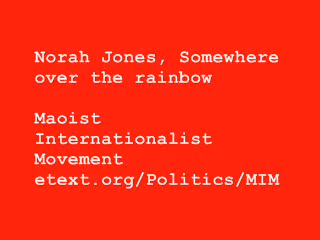 Norah Jones, Somewhere
over the rainbow
Maoist
Internationalist
Movement
etext.org/Politics/MIM